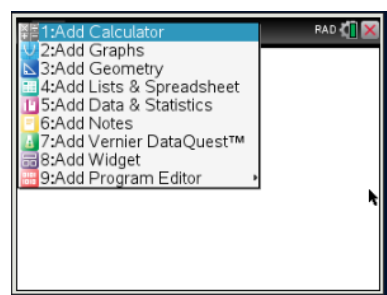 1:Add Calculator
RAD
2:Add Graphs
3:Add Geometry
4:Add Lists & Spreadsheet
5:Add Data & Statistics
6:Add Notes
7:Add Vernier DataQuest™
8:Add Widget
9:Add Program Editor